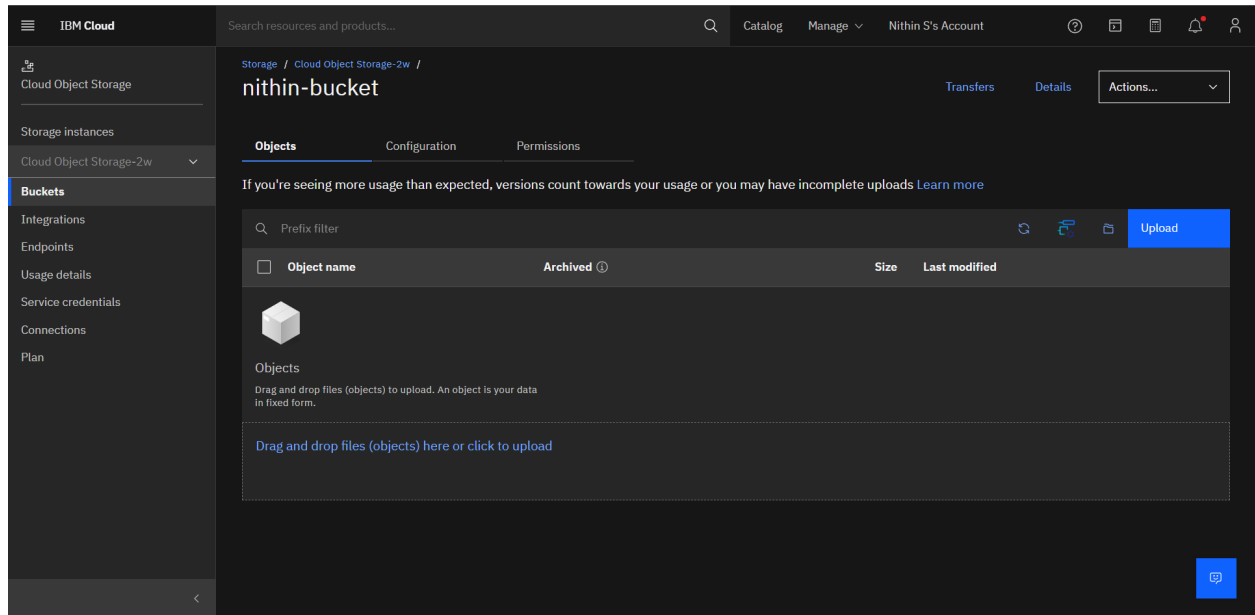 IBM Cloud
Search resources and products...
Catalog
Manage
Nithin S's Account
Cloud Object Storage
Storage instances
Cloud Object Storage-2w
Buckets
Integrations
Endpoints
Usage details
Service credentials
Connections
Plan
Storage / Cloud Object Storage-2w /
nithin-bucket
Transfers
Details
Actions...
Objects
Configuration
Permissions
If you're seeing more usage than expected, versions count towards your usage or you may have incomplete uploads Learn more
Prefix filter
Upload
Object name
Archived
Size
Last modified
Objects
Drag and drop files (objects) to upload. An object is your data
in fixed form.
Drag and drop files (objects) here or click to upload